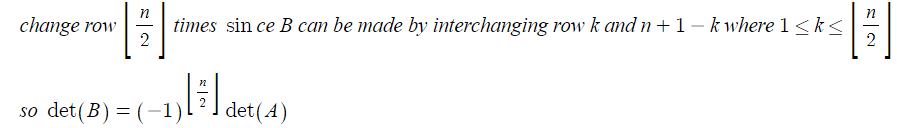 change row ⌊n/2⌋ times sin ce B can be made by interchanging row k and n + 1 − k where 1 ≤ k ≤ ⌊n/2⌋
so det(B) = (−1)^⌊n/2⌋ det(A)